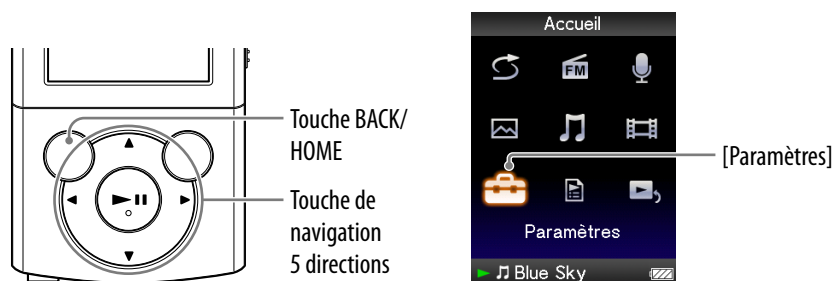 Touche BACK/
HOME
Touche de
navigation
5 directions
Accueil
FM
[Paramètres]
Paramètres
Blue Sky